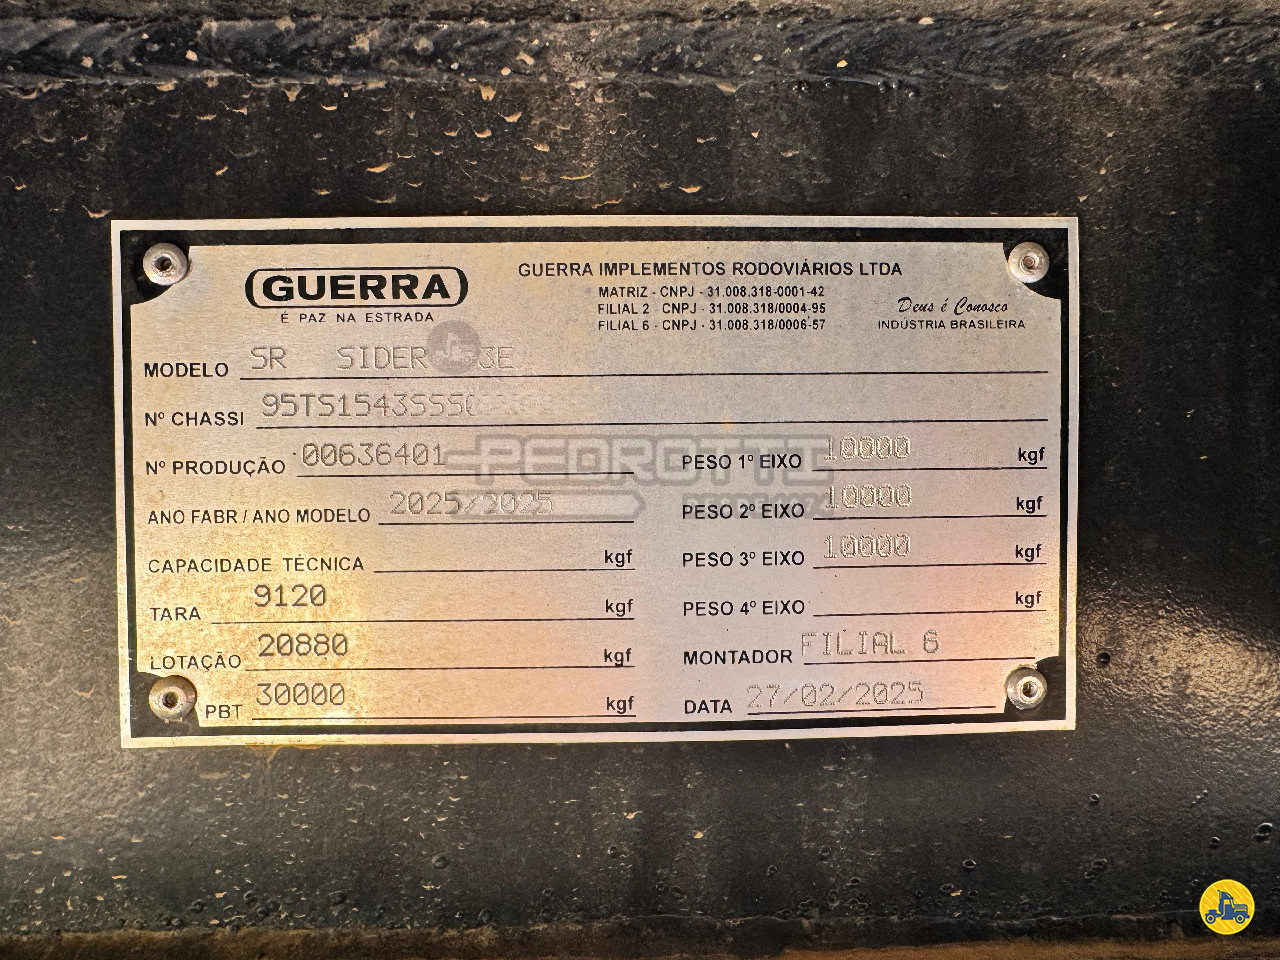 GUERRA
É PAZ NA ESTRADA
GUERRA IMPLEMENTOS RODOVIÁRIOS LTDA
MATRIZ - CNPJ - 31.008.318-0001-42
FILIAL 2 - CNPJ - 31.008.318/0004-95
FILIAL 6 - CNPJ - 31.008.318/0006-57
Deus é Conosco
INDÚSTRIA BRASILEIRA
MODELO SR SIDER 3E
Nº CHASSI
Nº PRODUÇÃO 00636401
PEDROTTI
ANO FABR / ANO MODELO 2025/2025
CAPACIDADE TÉCNICA kgf
TARA 9120 kgf
LOTAÇÃO 20880 kgf
PBT 30000 kgf
PESO 1º EIXO 10000 kgf
PESO 2º EIXO 10000 kgf
PESO 3º EIXO 10000 kgf
PESO 4º EIXO kgf
MONTADOR FILIAL 6
DATA 27/02/2025